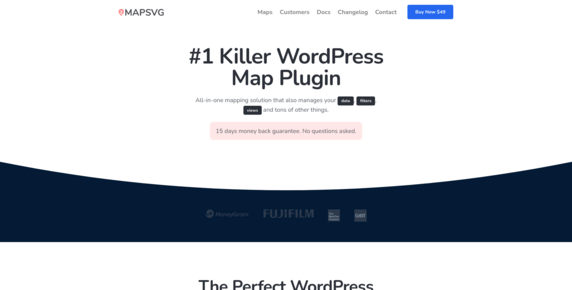 MAPSVG
Maps Customers Docs Changelog Contact Buy Now $49
#1 Killer WordPress
Map Plugin
All-in-one mapping solution that also manages your data filters
views and tons of other things.
15 days money back guarantee. No questions asked.
MoneyGram FUJIFILM
The Perfect WordPress